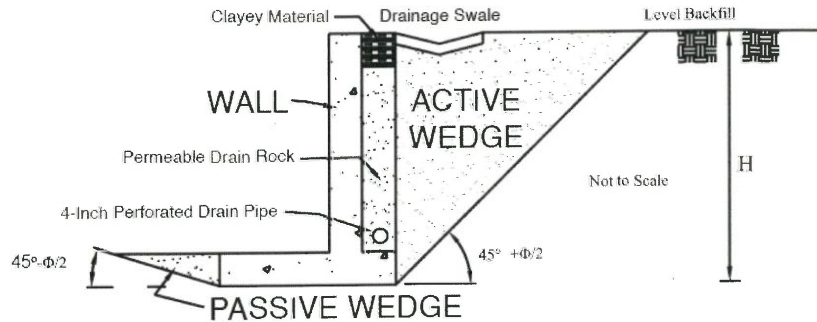 Clayey Material
Drainage Swale
Level Backfill
WALL
ACTIVE
WEDGE
H
Permeable Drain Rock
Not to Scale
4-Inch Perforated Drain Pipe
45°-Φ/2
45° +Φ/2
PASSIVE WEDGE